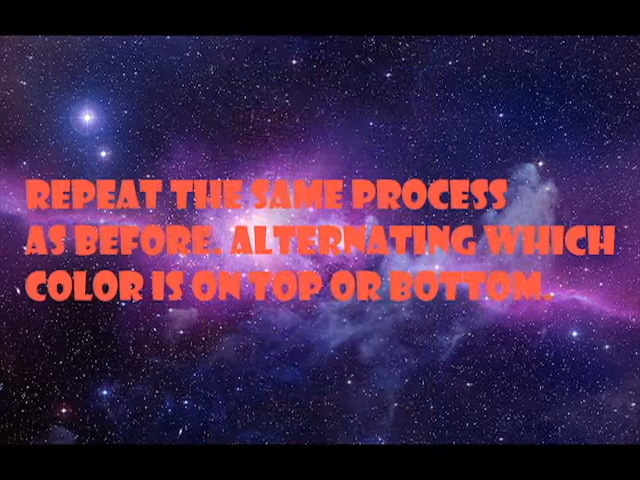 REPEAT THE SAME PROCESS
AS BEFORE. ALTERNATING WHICH
COLOR IS ON TOP OR BOTTOM.